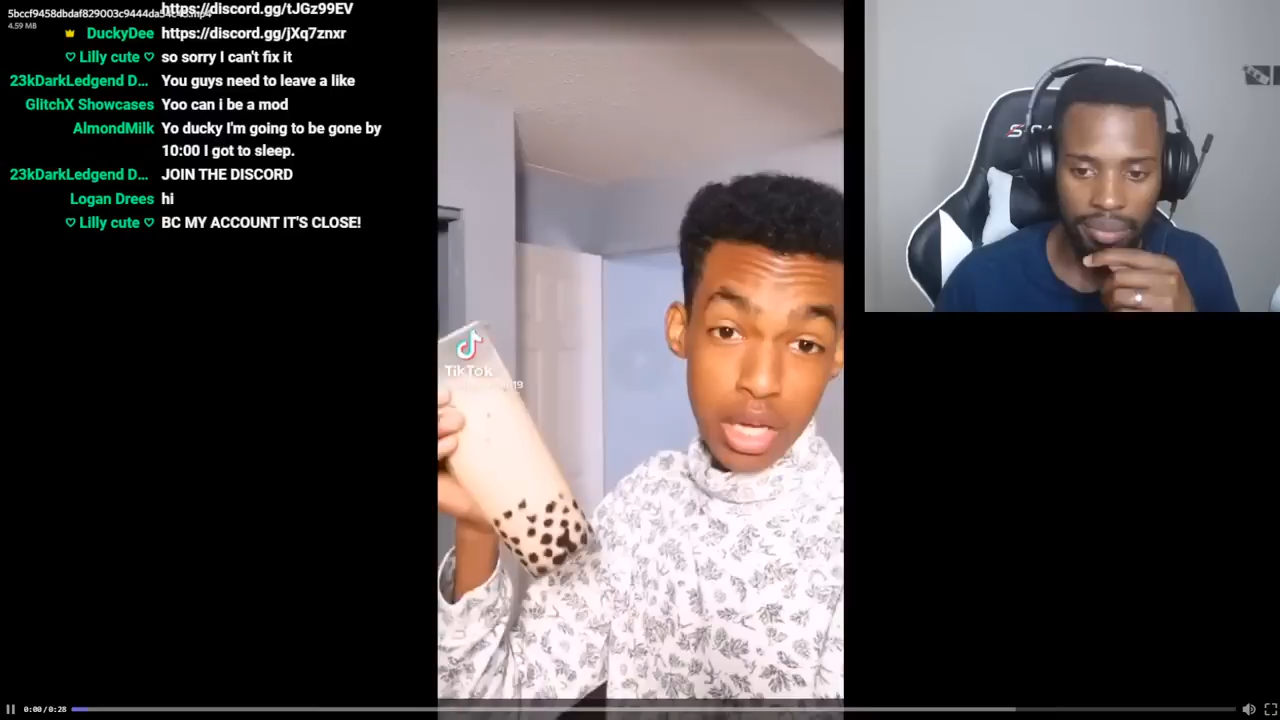 https://discord.gg/tJGz99EV
4.59 MB
DuckyDee https://discord.gg/jXq7znxr
♡ Lilly cute ♡ so sorry I can't fix it
23kDarkLedgend D... You guys need to leave a like
GlitchX Showcases Yoo can i be a mod
AlmondMilk Yo ducky I'm going to be gone by
10:00 I got to sleep.
23kDarkLedgend D... JOIN THE DISCORD
Logan Drees hi
♡ Lilly cute ♡ BC MY ACCOUNT IT'S CLOSE!
TikTok
0:00/0:28